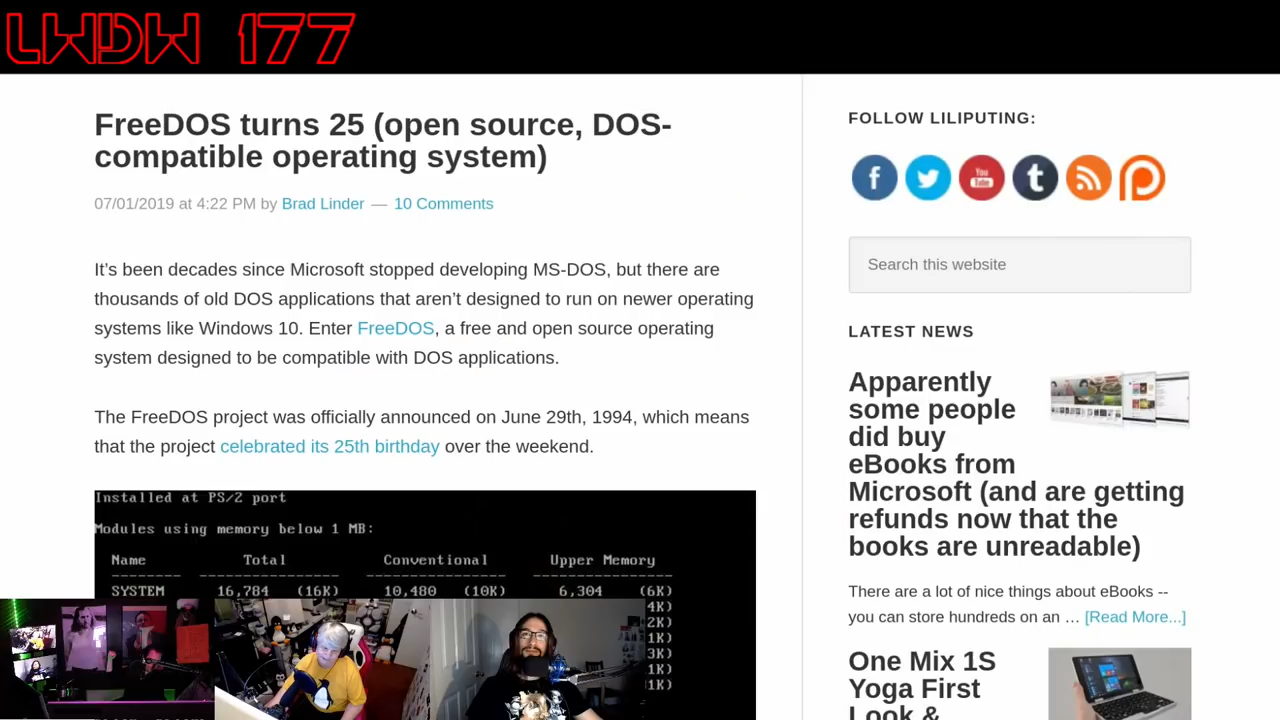 LWDW 177
FreeDOS turns 25 (open source, DOS-
compatible operating system)
07/01/2019 at 4:22 PM by Brad Linder — 10 Comments
It’s been decades since Microsoft stopped developing MS-DOS, but there are
thousands of old DOS applications that aren’t designed to run on newer operating
systems like Windows 10. Enter FreeDOS, a free and open source operating
system designed to be compatible with DOS applications.
The FreeDOS project was officially announced on June 29th, 1994, which means
that the project celebrated its 25th birthday over the weekend.
Installed at PS/2 port
Modules using memory below 1 MB:
Name Total Conventional Upper Memory
SYSTEM 16,784 (16K) 10,480 (10K) 6,304 (6K)
4K)
2K)
1K)
3K)
1K)
1K)
FOLLOW LILIPUTING:
f
You
Tube
t
Search this website
LATEST NEWS
Apparently
some people
did buy
eBooks from
Microsoft (and are getting
refunds now that the
books are unreadable)
There are a lot of nice things about eBooks --
you can store hundreds on an … [Read More...]
One Mix 1S
Yoga First
Look &